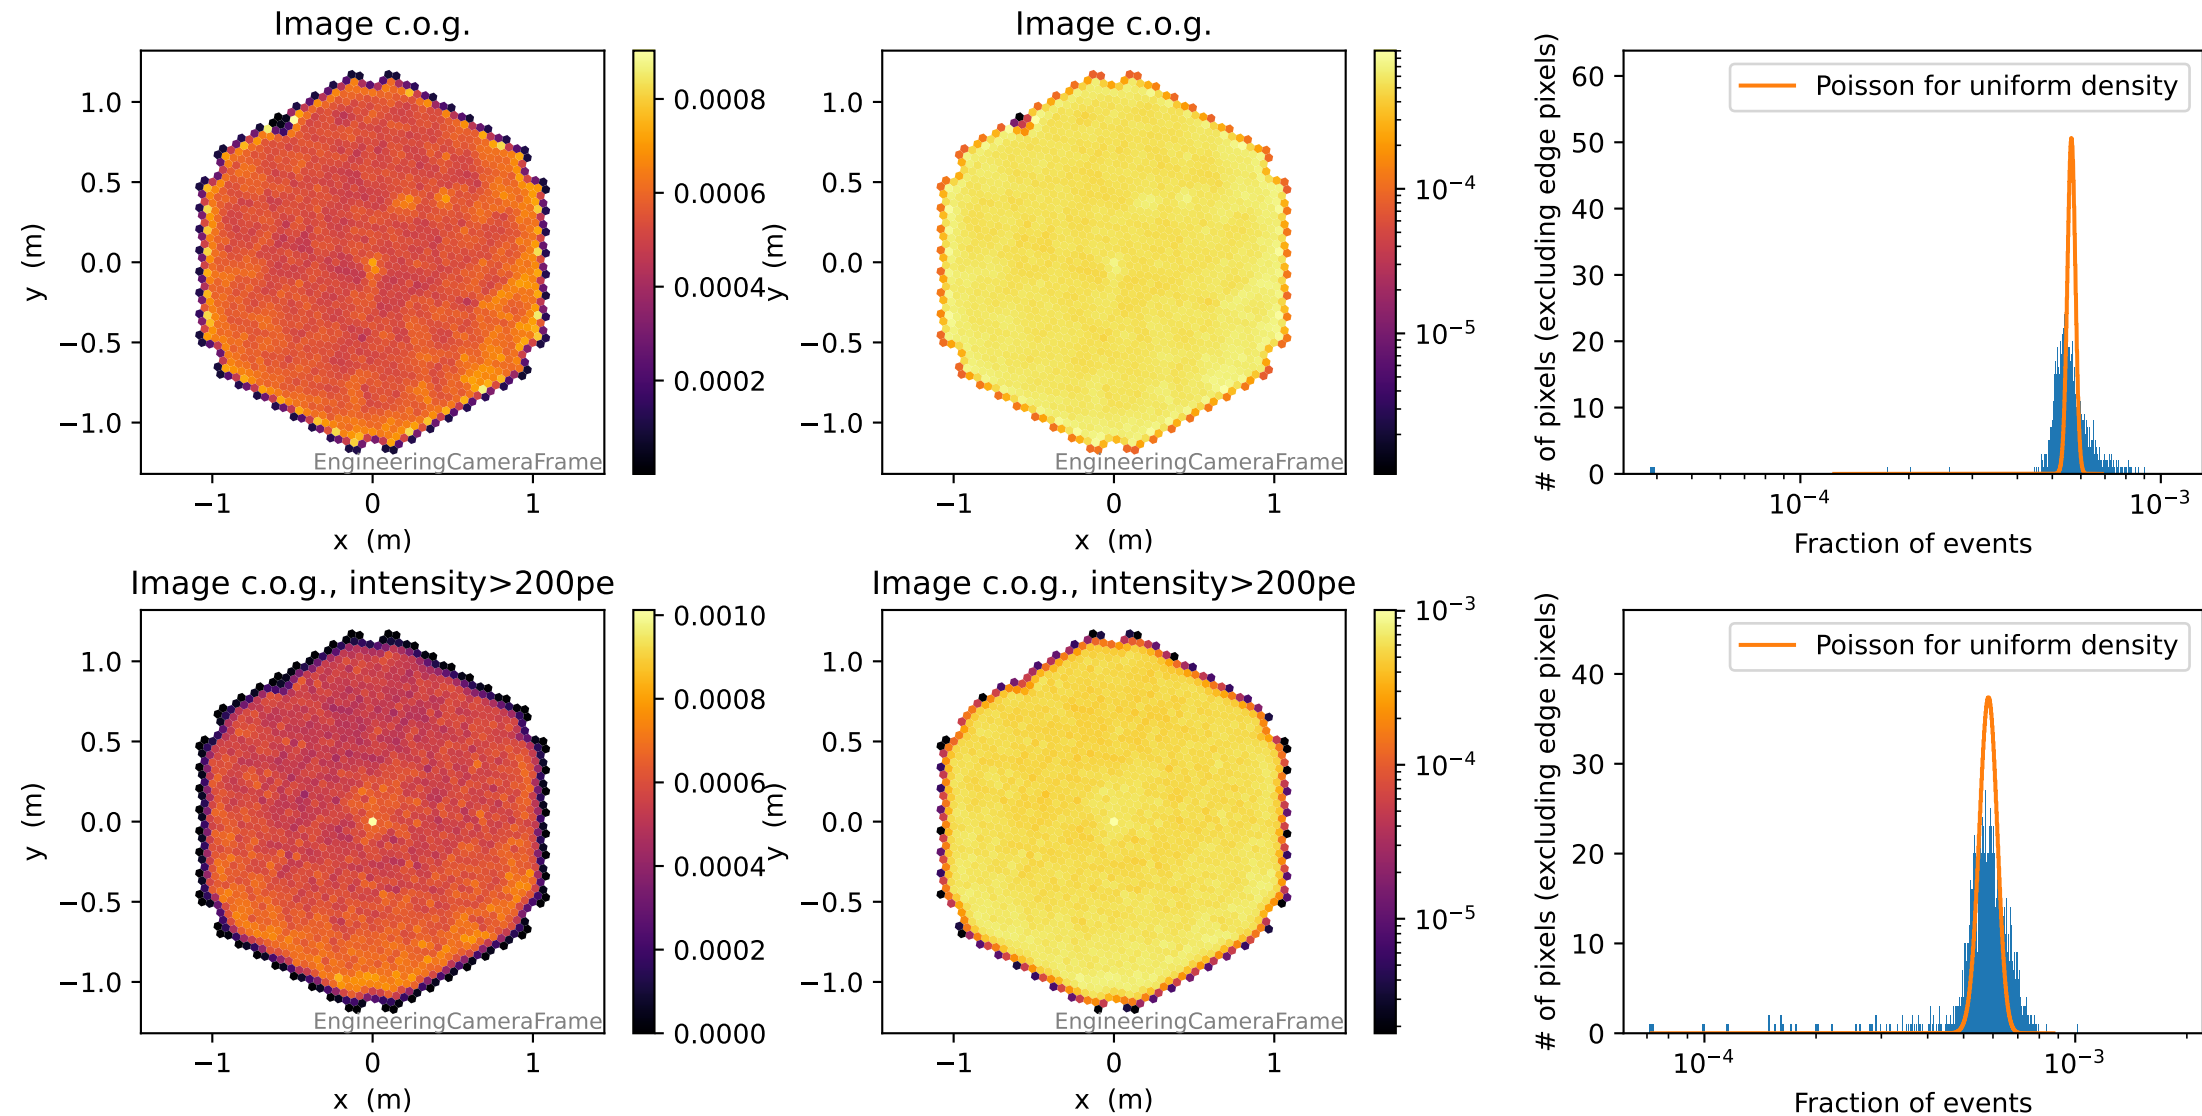 Image c.o.g.
1.0
0.5
0.0
−0.5
−1.0
y (m)
−1
0
1
x (m)
EngineeringCameraFrame
0.0008
0.0006
0.0004
0.0002
Image c.o.g.
1.0
0.5
0.0
−0.5
−1.0
y (m)
−1
0
1
x (m)
EngineeringCameraFrame
10⁻⁴
10⁻⁵
# of pixels (excluding edge pixels)
60
50
40
30
20
10
0
Poisson for uniform density
10⁻⁴
10⁻³
Fraction of events
Image c.o.g., intensity>200pe
1.0
0.5
0.0
−0.5
−1.0
y (m)
−1
0
1
x (m)
EngineeringCameraFrame
0.0010
0.0008
0.0006
0.0004
0.0002
0.0000
Image c.o.g., intensity>200pe
1.0
0.5
0.0
−0.5
−1.0
y (m)
−1
0
1
x (m)
EngineeringCameraFrame
10⁻³
10⁻⁴
10⁻⁵
# of pixels (excluding edge pixels)
40
30
20
10
0
Poisson for uniform density
10⁻⁴
10⁻³
Fraction of events